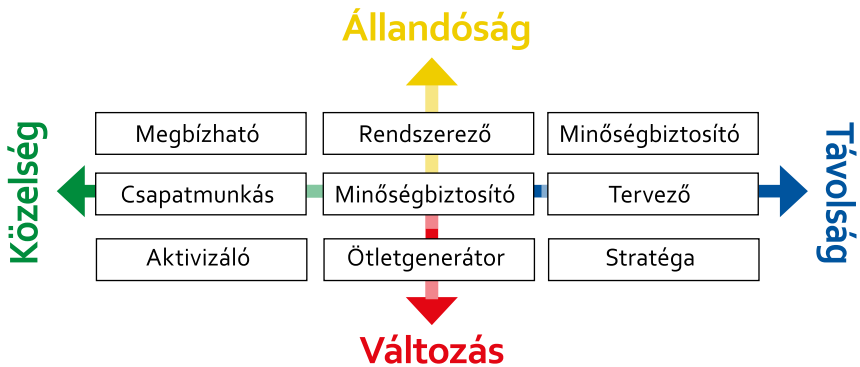 Állandóság
Közelség
Megbízható
Rendszerező
Minőségbiztosító
Távolság
Csapatmunkás
Minőségbiztosító
Tervező
Aktivizáló
Ötletgenerátor
Stratéga
Változás